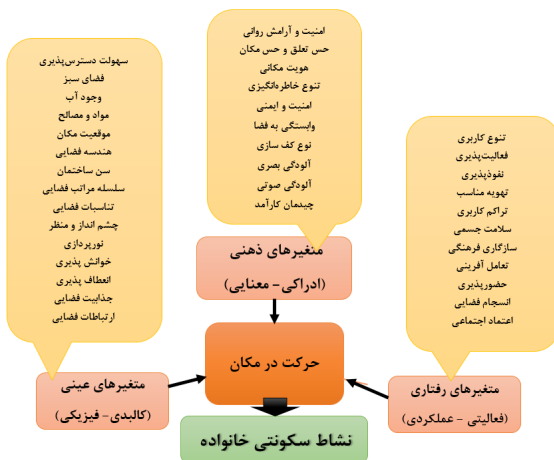 امنیت و آرامش روانی
حس تعلق و حس مکان
هویت مکانی
تنوع خاطره‌انگیزی
امنیت و ایمنی
وابستگی به فضا
نوع کف سازی
آلودگی بصری
آلودگی صوتی
چیدمان کارآمد
سهولت دسترس‌پذیری
فضای سبز
وجود آب
مواد و مصالح
موقعیت مکان
هندسه فضایی
سن ساختمان
سلسله مراتب فضایی
تناسبات فضایی
چشم انداز و منظر
نورپردازی
خوانش پذیری
انعطاف پذیری
جذابیت فضایی
ارتباطات فضایی
تنوع کاربری
فعالیت‌پذیری
نفوذپذیری
تهویه مناسب
تراکم کاربری
سلامت جسمی
سازگاری فرهنگی
تعامل آفرینی
حضورپذیری
انسجام فضایی
اعتماد اجتماعی
متغیرهای ذهنی
(ادراکی- معنایی)
حرکت در مکان
متغیرهای رفتاری
(فعالیتی - عملکردی)
متغیرهای عینی
(کالبدی- فیزیکی)
نشاط سکونتی خانواده